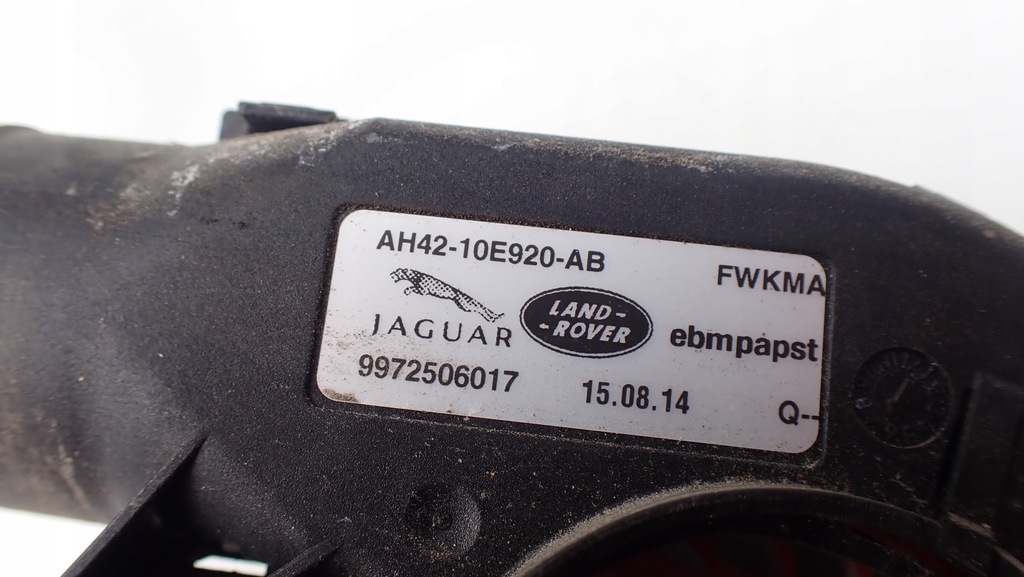 AH42-10E920-AB
FWKMA
JAGUAR
LAND-
-ROVER
ebmpapst
9972506017
15.08.14
Q--